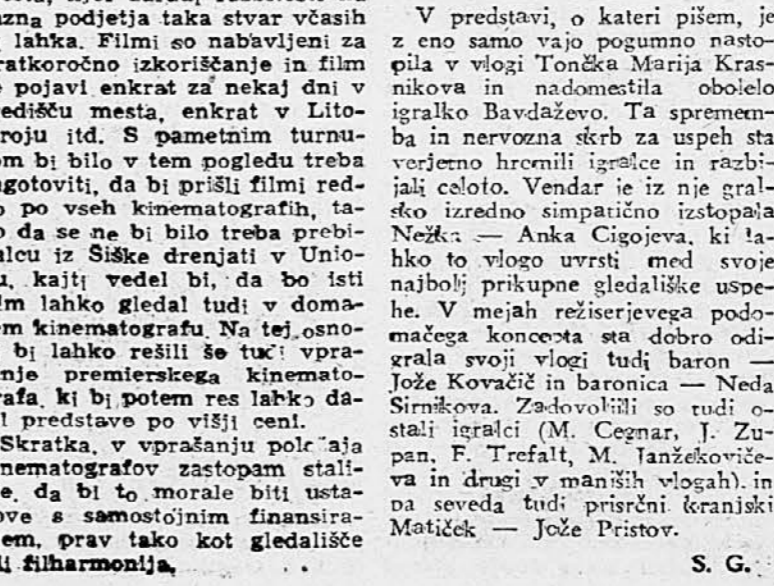 podjetja taka stvar včasih
lahka. Filmi so nabavljeni za
kratkoročno izkoriščanje in film
pojavi enkrat za nekaj dni v
središču mesta, enkrat v Lito-
stroju itd. S pametnim turnu-
som bi bilo v tem pogledu treba
zagotoviti, da bi prišli filmi red-
no po vseh kinematografih, ta-
ko da se ne bi bilo treba prebi-
valcu iz Šiške drenjati v Unio-
nu, kajti vedel bi, da bo isti
film lahko gledal tudi v doma-
čem kinematografu. Na tej osno-
bi lahko rešili še tudi vpra-
šanje premierskega kinemato-
grafa, ki bi potem res lahko da-
jal predstave po višji ceni.
Skratka, v vprašanju položaja
kinematografov zastopam stali-
šče, da bi to morale biti usta-
nove s samostojnim finansira-
njem, prav tako kot gledališče
ali filharmonija.
V predstavi, o kateri pišem, je
z eno samo vajo pogumno nasto-
pila v vlogi Tončka Marija Kras-
nikova in nadomestila obolelo
igralko Bavdaževo. Ta spremem-
ba in nervozna skrb za uspeh sta
verjetno hromili igralce in razbi-
jali celoto. Vendar je iz nje gral-
sko izredno simpatično izstopala
Nežka — Anka Cigojeva, ki la-
hko to vlogo uvrsti med svoje
najbolj prikupne gledališke uspe-
he. V mejah režiserjevega podo-
mačega koncepta sta dobro odi-
grala svoji vlogi tudi baron —
Jože Kovačič in baronica — Neda
Sirnikova. Zadovoljili so tudi o-
stali igralci (M. Cegnar, J. Zu-
pan, F. Trefalt, M. Janžekoviče-
va in drugi v manjših vlogah) in
pa seveda tudi prisrčni kranjski
Matiček — Jože Pristov.
S. G.